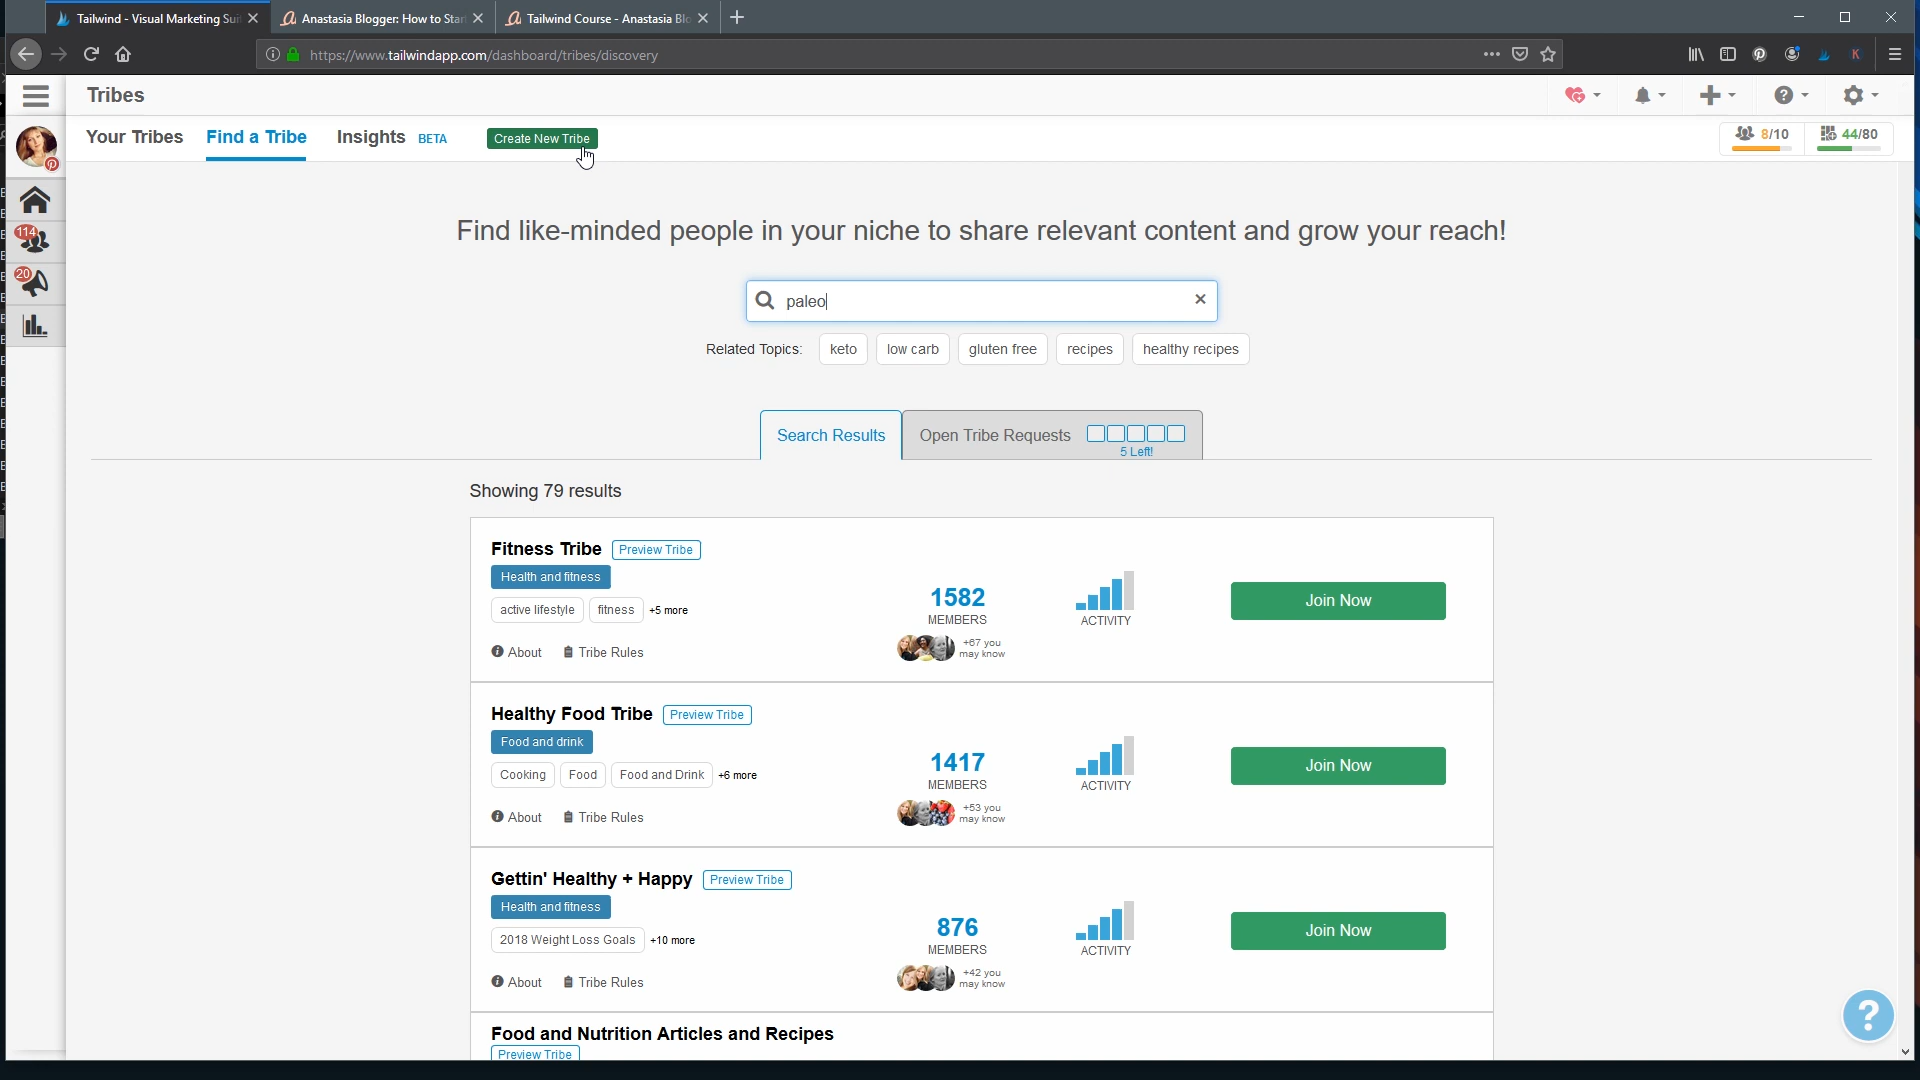 Tailwind - Visual Marketing Sui
Anastasia Blogger: How to Star
Tailwind Course - Anastasia Blo
https://www.tailwindapp.com/dashboard/tribes/discovery
Tribes
Your Tribes
Find a Tribe
Insights BETA
Create New Tribe
8/10
44/80
114
20
Find like-minded people in your niche to share relevant content and grow your reach!
paleo
Related Topics: keto low carb gluten free recipes healthy recipes
Search Results
Open Tribe Requests
5 Left!
Showing 79 results
Fitness Tribe Preview Tribe
Health and fitness
active lifestyle fitness +5 more
About Tribe Rules
1582
MEMBERS
+67 you
may know
ACTIVITY
Join Now
Healthy Food Tribe Preview Tribe
Food and drink
Cooking Food Food and Drink +6 more
About Tribe Rules
1417
MEMBERS
+53 you
may know
ACTIVITY
Join Now
Gettin' Healthy + Happy Preview Tribe
Health and fitness
2018 Weight Loss Goals +10 more
About Tribe Rules
876
MEMBERS
+42 you
may know
ACTIVITY
Join Now
Food and Nutrition Articles and Recipes
Preview Tribe